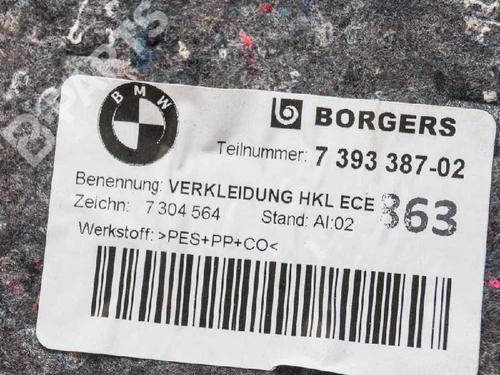 BMW
BORGERS
Teilnummer: 7 393 387-02
Benennung: VERKLEIDUNG HKL ECE
363
Zeichn: 7 304 564 Stand: AI:02
Werkstoff: >PES+PP+CO<